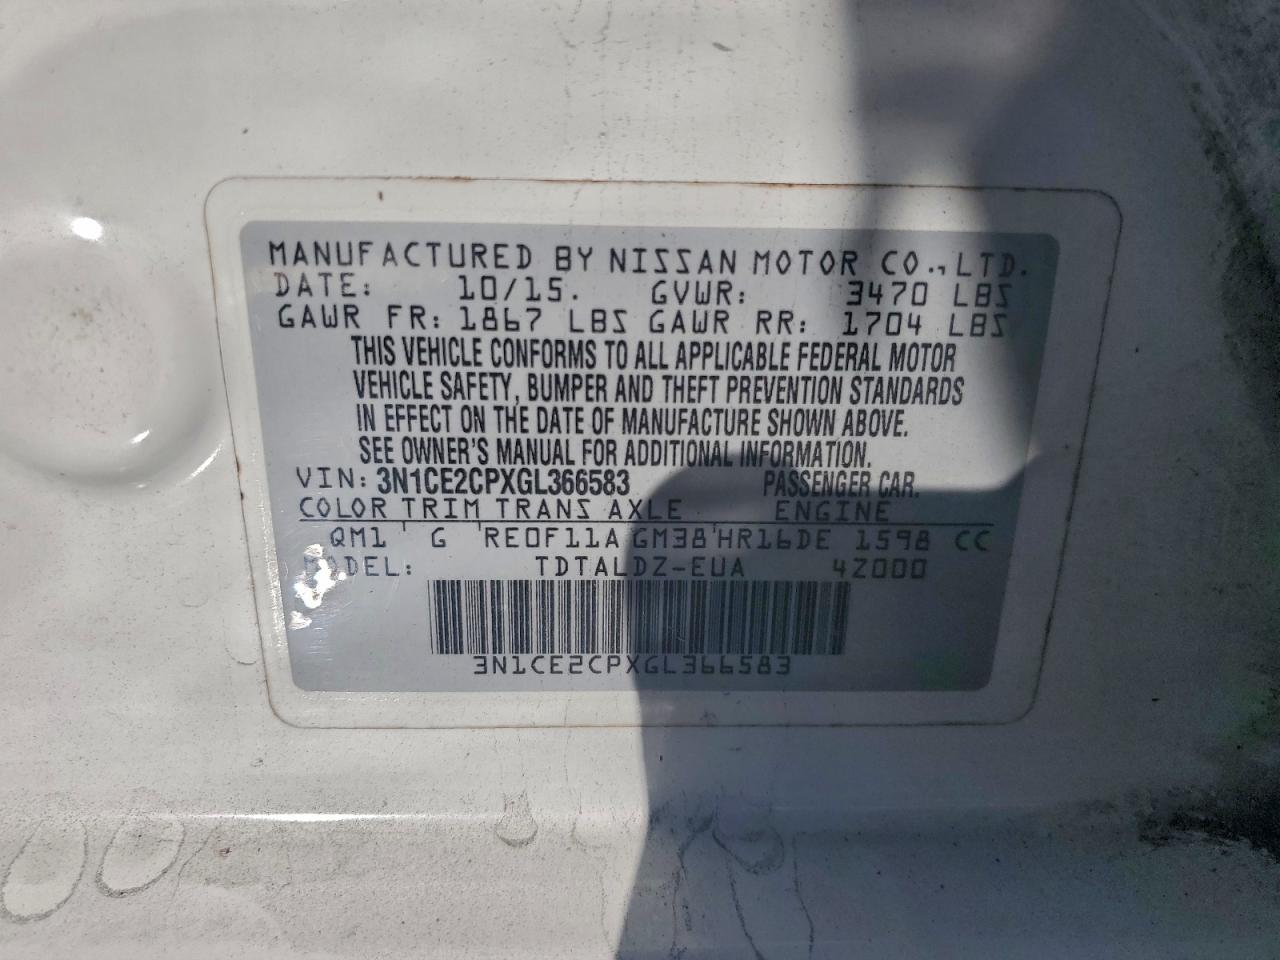 MANUFACTURED BY NISSAN MOTOR CO., LTD.
DATE: 10/15. GVWR: 3470 LBS
GAWR FR: 1867 LBS GAWR RR: 1704 LBS
THIS VEHICLE CONFORMS TO ALL APPLICABLE FEDERAL MOTOR
VEHICLE SAFETY, BUMPER AND THEFT PREVENTION STANDARDS
IN EFFECT ON THE DATE OF MANUFACTURE SHOWN ABOVE.
SEE OWNER'S MANUAL FOR ADDITIONAL INFORMATION.
VIN: 3N1CE2CPXGL366583 PASSENGER CAR.
COLOR TRIM TRANS AXLE ENGINE
QM1 G RE0F11A GM38 HR16DE 1598 CC
MODEL: TDTALDZ-EUA 4Z000
3N1CE2CPXGL366583